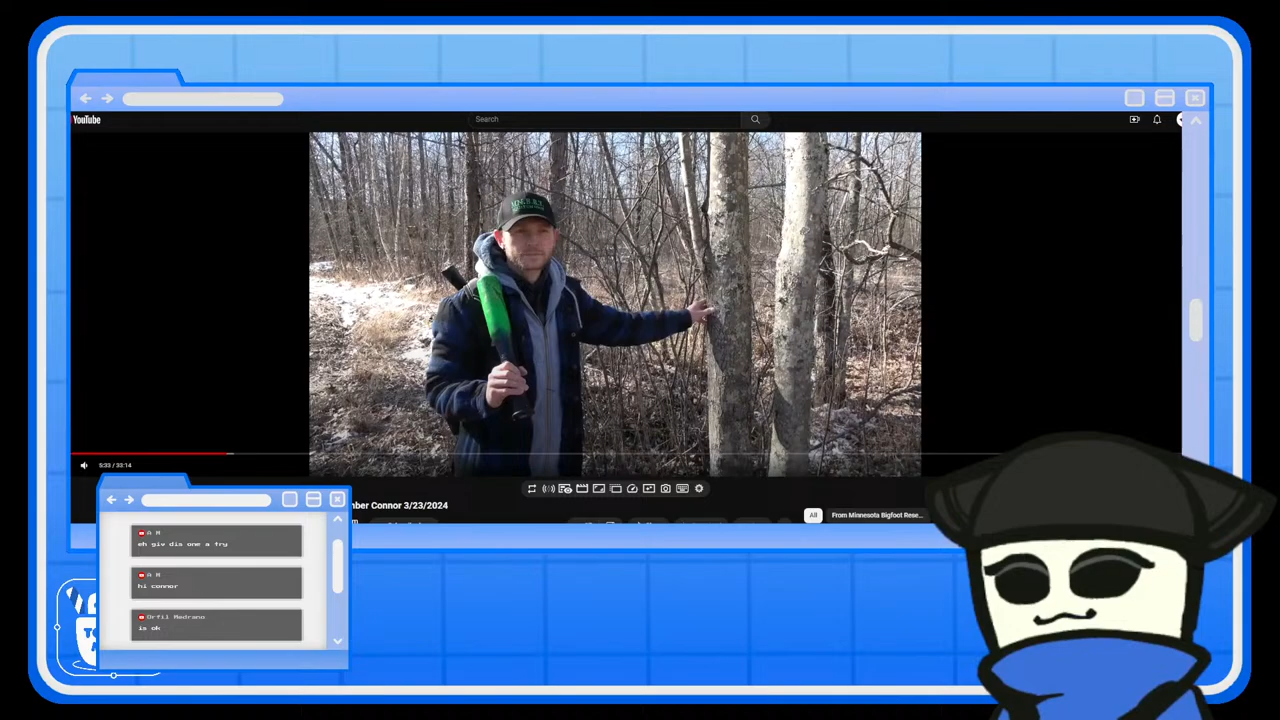 YouTube
Search
5:33 / 33:14
mber Connor 3/23/2024
All
From Minnesota Bigfoot Rese...
A M
eh giv dis one a try
A M
hi connor
Orfil Medrano
is ok